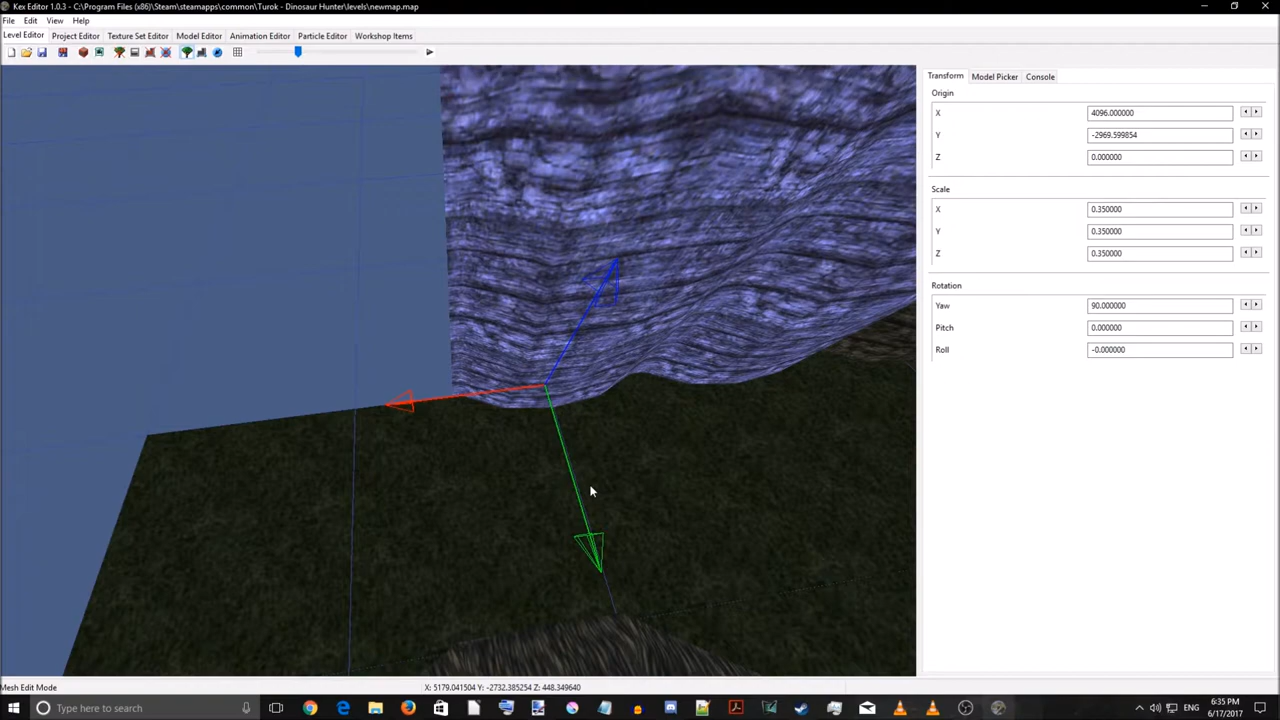 Kex Editor 1.0.3 - C:\Program Files (x86)\Steam\steamapps\common\Turok - Dinosaur Hunter\levels\newmap.map
File Edit View Help
Level Editor Project Editor Texture Set Editor Model Editor Animation Editor Particle Editor Workshop Items
Transform Model Picker Console
Origin
X 4096.000000
Y -2969.599854
Z 0.000000
Scale
X 0.350000
Y 0.350000
Z 0.350000
Rotation
Yaw 90.000000
Pitch 0.000000
Roll -0.000000
Mesh Edit Mode X: 5179.041504 Y: -2732.385254 Z: 448.349640
Type here to search
ENG
6:35 PM
6/17/2017